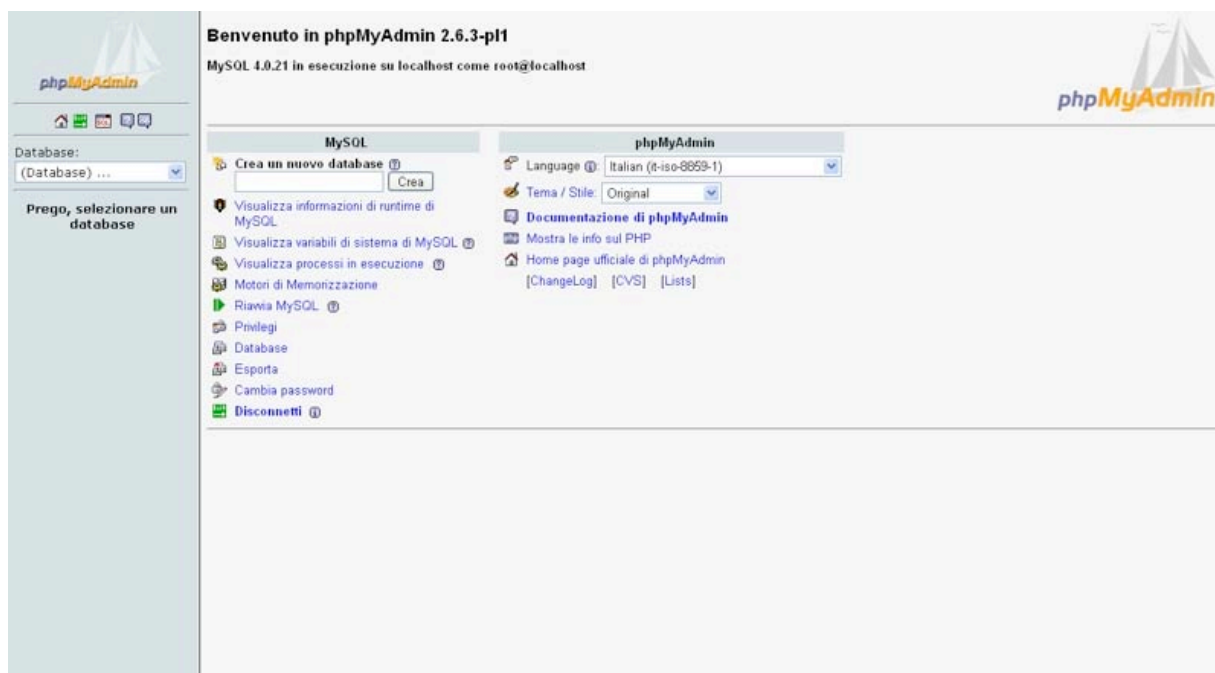 phpMyAdmin
SQL
Database:
(Database) ...
Prego, selezionare un
database
Benvenuto in phpMyAdmin 2.6.3-pl1
MySQL 4.0.21 in esecuzione su localhost come root@localhost
phpMyAdmin
MySQL
Crea un nuovo database
Crea
Visualizza informazioni di runtime di
MySQL
Visualizza variabili di sistema di MySQL
Visualizza processi in esecuzione
Motori di Memorizzazione
Riavvia MySQL
Privilegi
Database
Esporta
Cambia password
Disconnetti
phpMyAdmin
Language: Italian (it-iso-8859-1)
Tema / Stile: Original
Documentazione di phpMyAdmin
Mostra le info sul PHP
Home page ufficiale di phpMyAdmin
[ChangeLog] [CVS] [Lists]